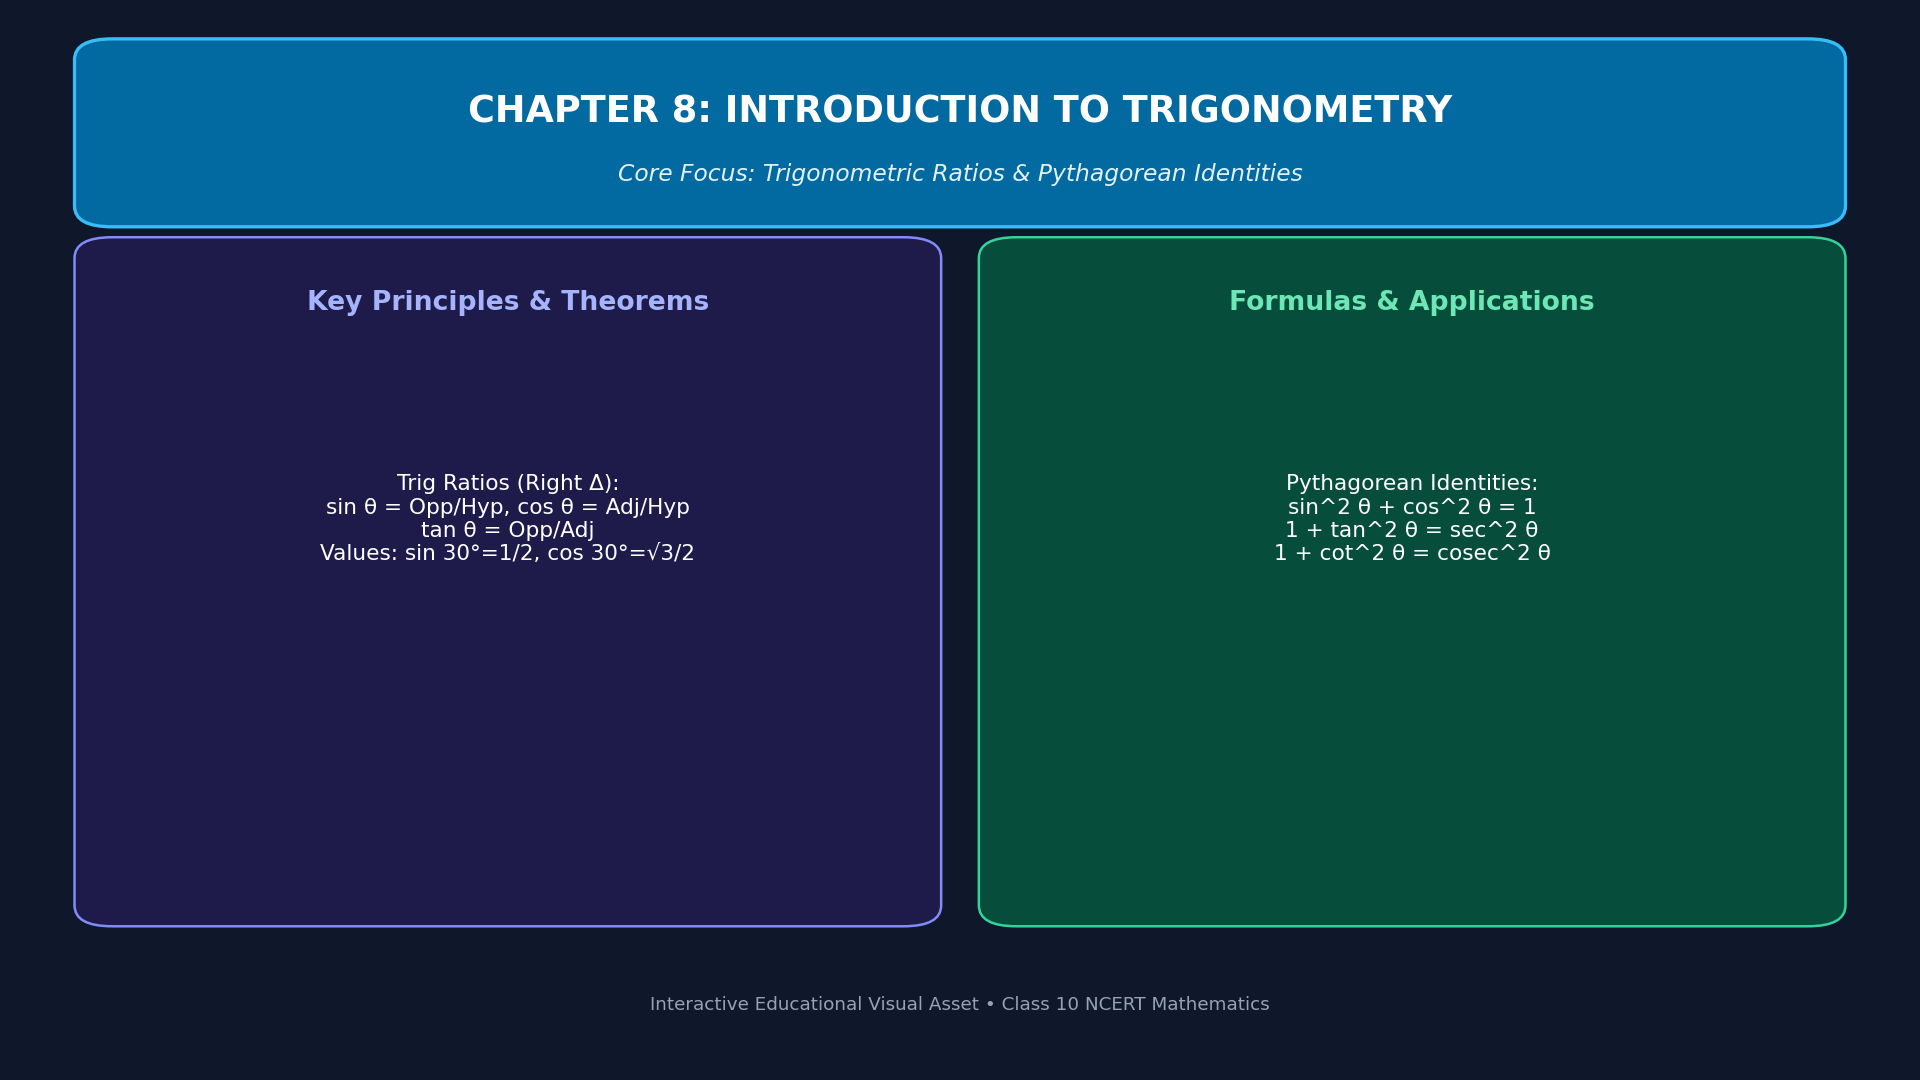 CHAPTER 8: INTRODUCTION TO TRIGONOMETRY
Core Focus: Trigonometric Ratios & Pythagorean Identities
Key Principles & Theorems
Trig Ratios (Right Δ):
sin θ = Opp/Hyp, cos θ = Adj/Hyp
tan θ = Opp/Adj
Values: sin 30°=1/2, cos 30°=√3/2
Formulas & Applications
Pythagorean Identities:
sin^2 θ + cos^2 θ = 1
1 + tan^2 θ = sec^2 θ
1 + cot^2 θ = cosec^2 θ
Interactive Educational Visual Asset • Class 10 NCERT Mathematics